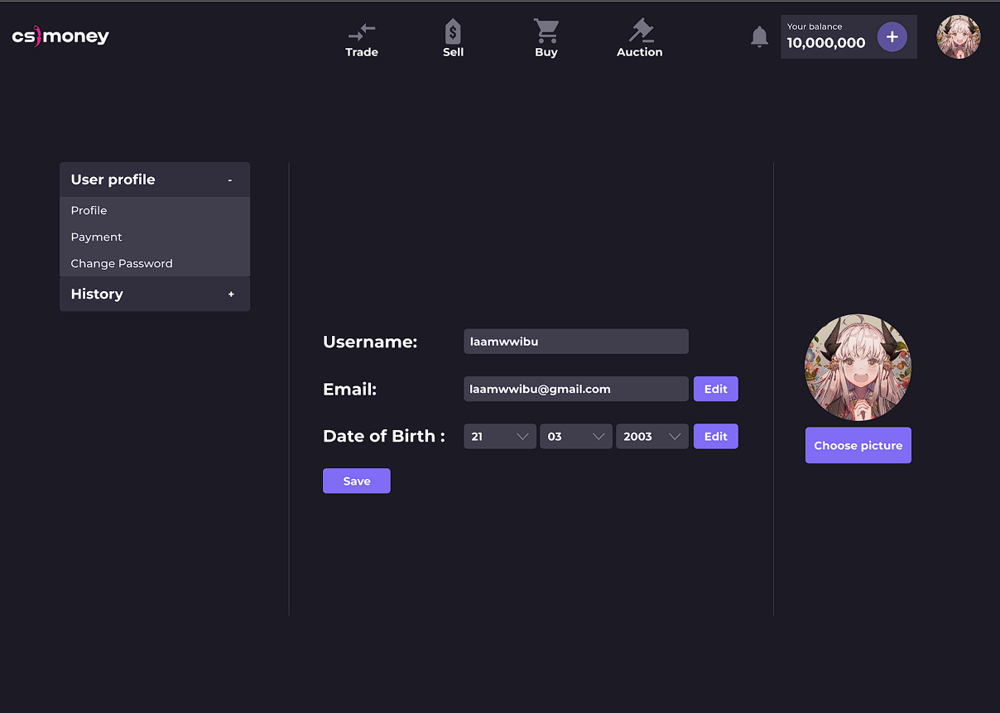 cs money
Trade
Sell
Buy
Auction
Your balance
10,000,000
+
User profile -
Profile
Payment
Change Password
History +
Username: laamwwibu
Email: laamwwibu@gmail.com Edit
Date of Birth : 21 03 2003 Edit
Save
Choose picture